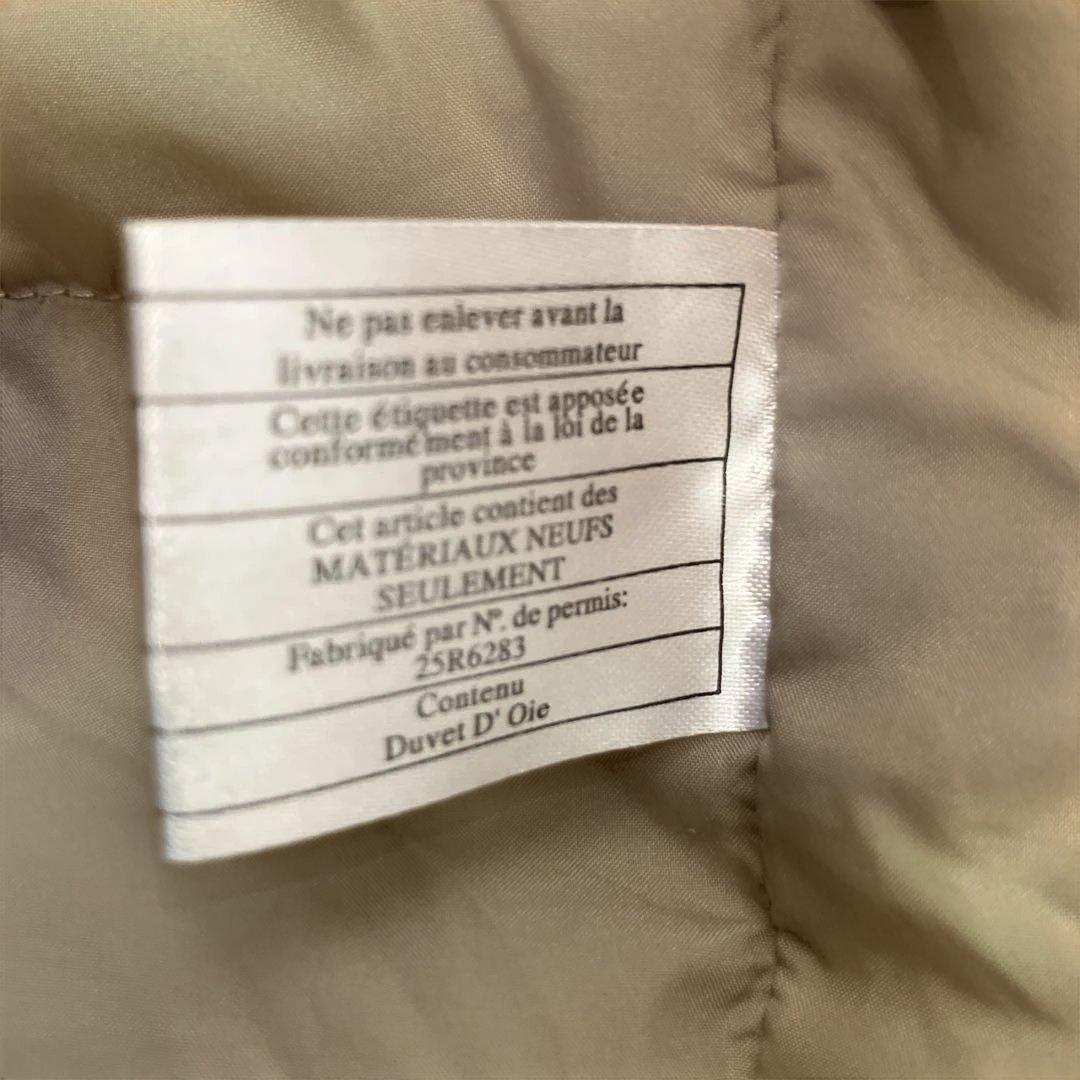 Ne pas enlever avant la
livraison au consommateur
Cette étiquette est apposée
conformément à la loi de la
province
Cet article contient des
MATÉRIAUX NEUFS
SEULEMENT
Fabriqué par Nº. de permis:
25R6283
Contenu
Duvet D' Oie